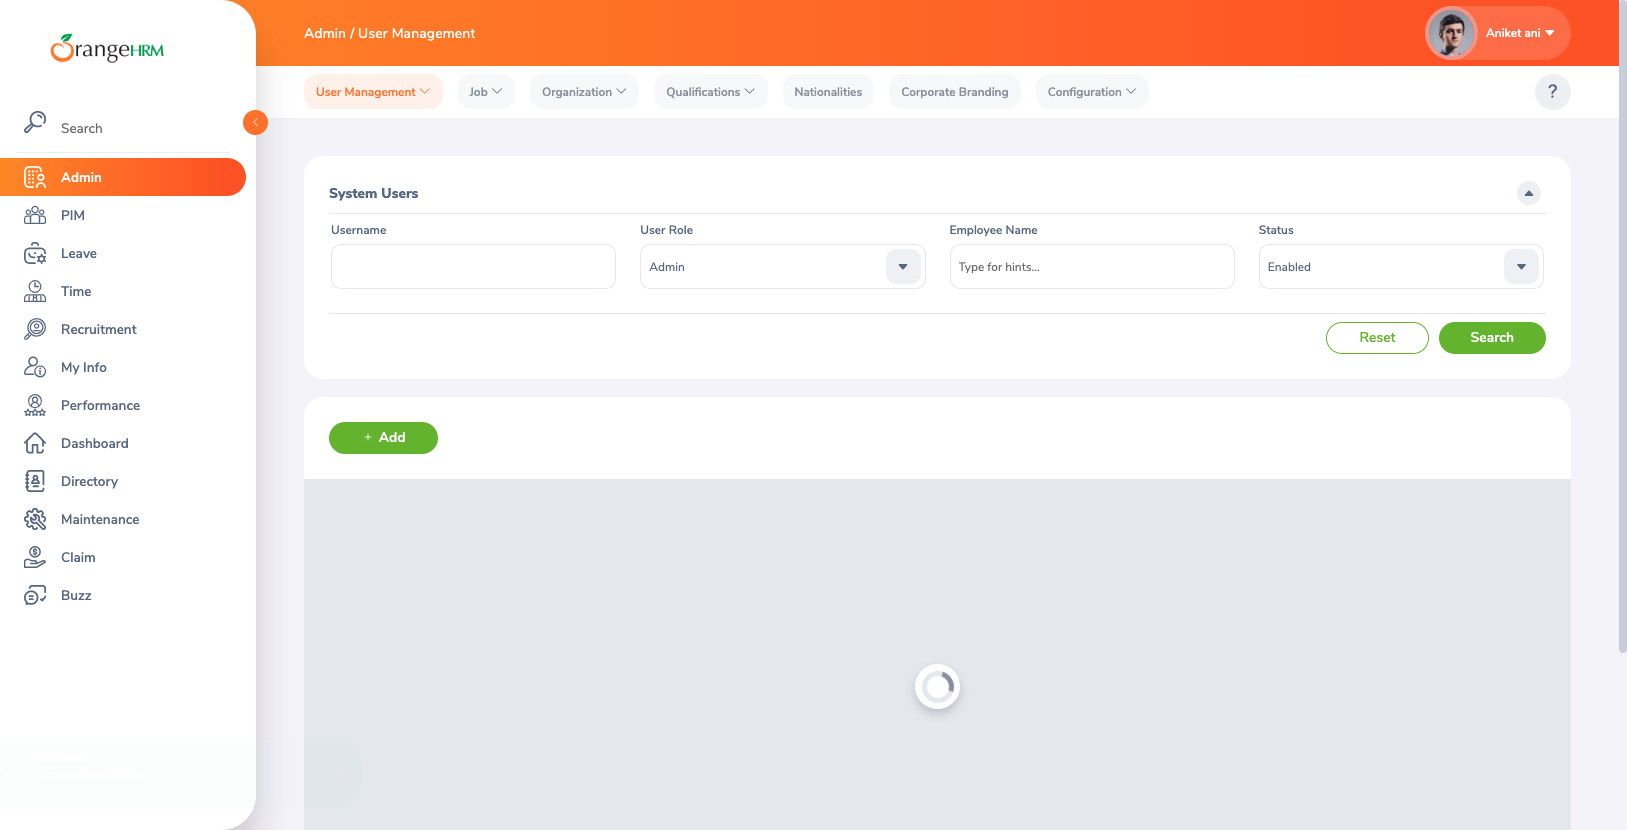 OrangeHRM
Admin / User Management
Aniket ani
User Management
Job
Organization
Qualifications
Nationalities
Corporate Branding
Configuration
?
Search
Admin
PIM
Leave
Time
Recruitment
My Info
Performance
Dashboard
Directory
Maintenance
Claim
Buzz
System Users
Username
User Role
Employee Name
Status
Admin
Type for hints...
Enabled
Reset
Search
+ Add